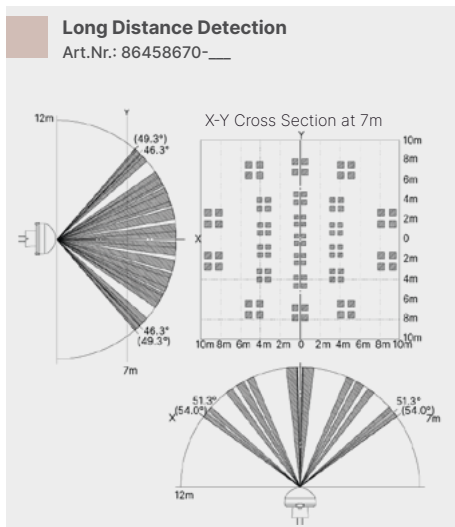 Long Distance Detection
Art.Nr.: 86458670-___
12m
Y
(49.3°)
46.3°
X
46.3°
(49.3°)
7m
X-Y Cross Section at 7m
Y
10m
8m
6m
4m
2m
0
2m
4m
6m
8m
10m
10m 8m 6m 4m 2m 0 2m 4m 6m 8m 10m
51.3°
(54.0°)
X
51.3°
(54.0°)
7m
12m